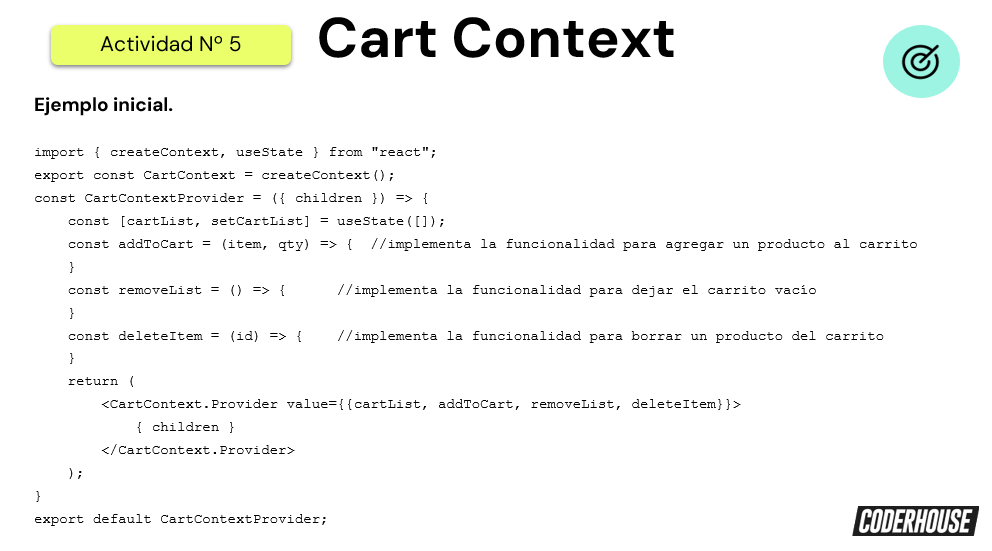 Actividad Nº 5
Cart Context
Ejemplo inicial.
import { createContext, useState } from "react";
export const CartContext = createContext();
const CartContextProvider = ({ children }) => {
    const [cartList, setCartList] = useState([]);
    const addToCart = (item, qty) => {  //implementa la funcionalidad para agregar un producto al carrito
    }
    const removeList = () => {      //implementa la funcionalidad para dejar el carrito vacío
    }
    const deleteItem = (id) => {    //implementa la funcionalidad para borrar un producto del carrito
    }
    return (
        <CartContext.Provider value={{cartList, addToCart, removeList, deleteItem}}>
            { children }
        </CartContext.Provider>
    );
}
export default CartContextProvider;
CODERHOUSE